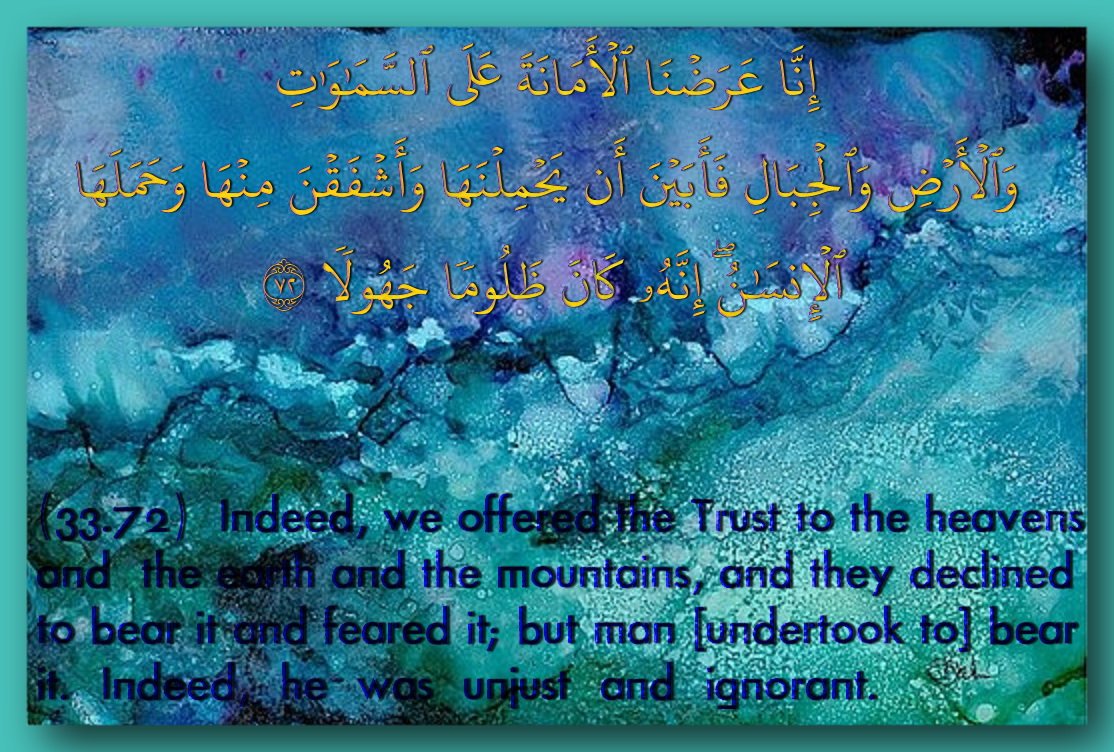 إِنَّا عَرَضْنَا ٱلْأَمَانَةَ عَلَى ٱلسَّمَٰوَٰتِ
وَٱلْأَرْضِ وَٱلْجِبَالِ فَأَبَيْنَ أَن يَحْمِلْنَهَا وَأَشْفَقْنَ مِنْهَا وَحَمَلَهَا
ٱلْإِنسَٰنُ ۖ إِنَّهُۥ كَانَ ظَلُومًا جَهُولًا ﴿٧٢﴾
(33-72) Indeed, we offered the Trust to the heavens
and the earth and the mountains, and they declined
to bear it and feared it; but man [undertook to] bear
it. Indeed, he was unjust and ignorant.